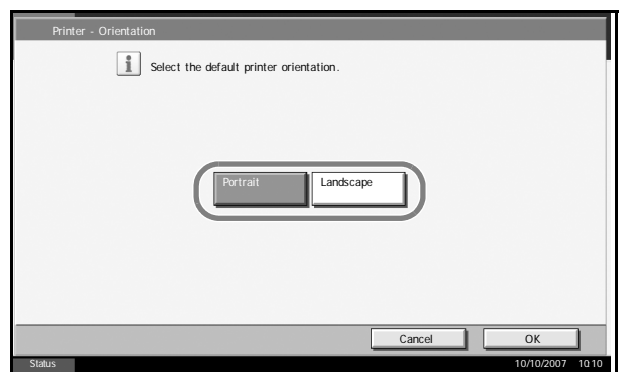 Printer - Orientation
Select the default printer orientation.
Portrait Landscape
Cancel OK
Status 10/10/2007 10:10